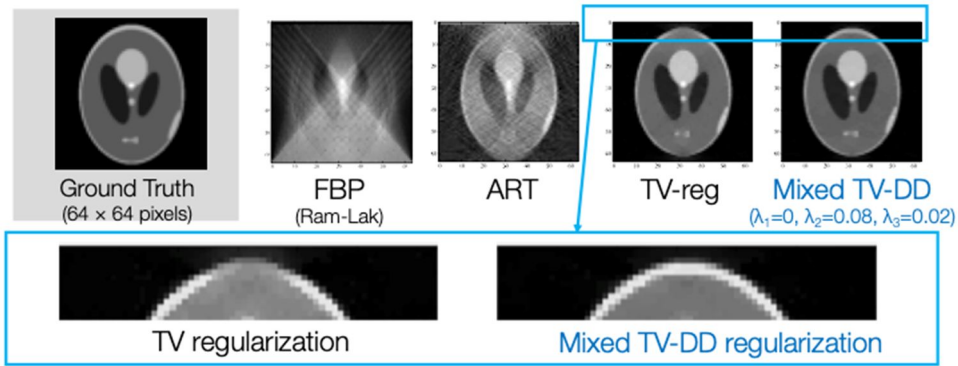 Ground Truth
(64 × 64 pixels)
FBP
(Ram-Lak)
ART
TV-reg
Mixed TV-DD
(λ₁=0, λ₂=0.08, λ₃=0.02)
TV regularization
Mixed TV-DD regularization